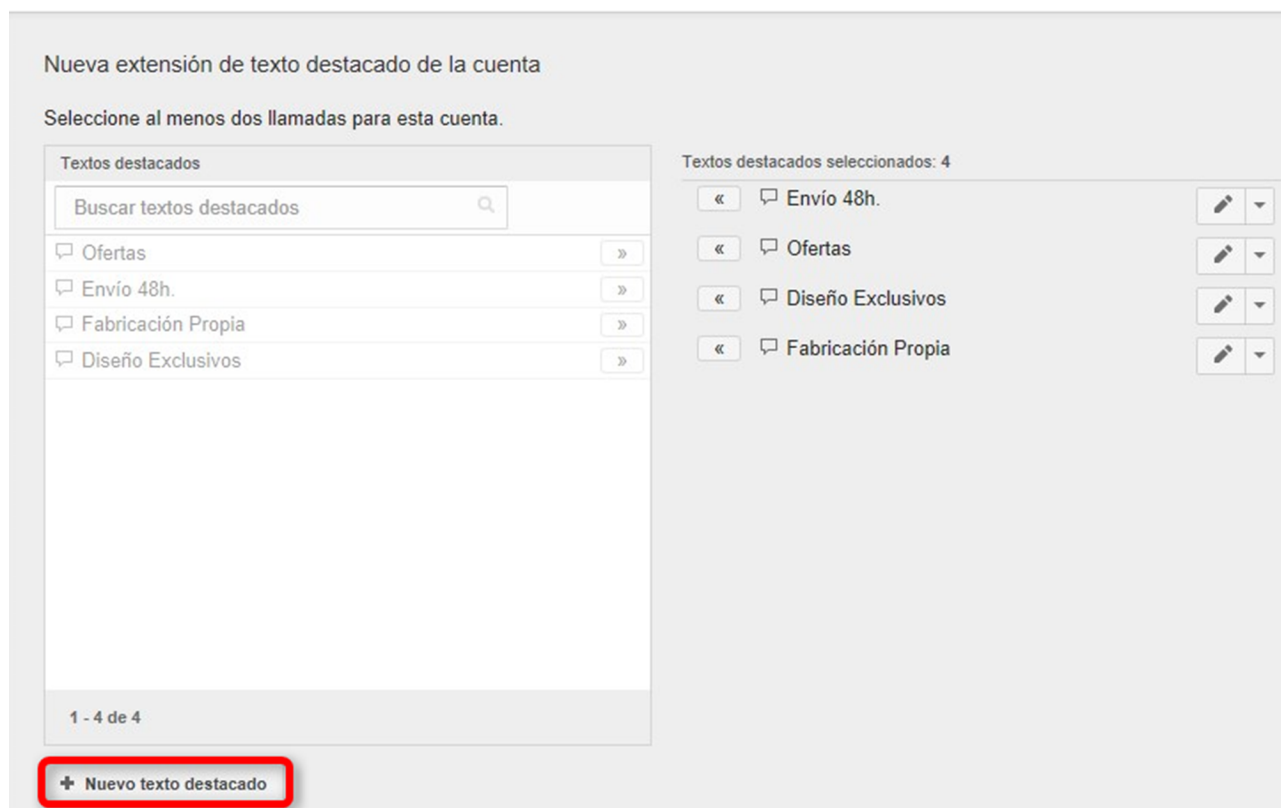 Nueva extensión de texto destacado de la cuenta
Seleccione al menos dos llamadas para esta cuenta.
Textos destacados
Buscar textos destacados
Ofertas
»
Envío 48h.
»
Fabricación Propia
»
Diseño Exclusivos
»
1 - 4 de 4
+ Nuevo texto destacado
Textos destacados seleccionados: 4
« Envío 48h.
« Ofertas
« Diseño Exclusivos
« Fabricación Propia